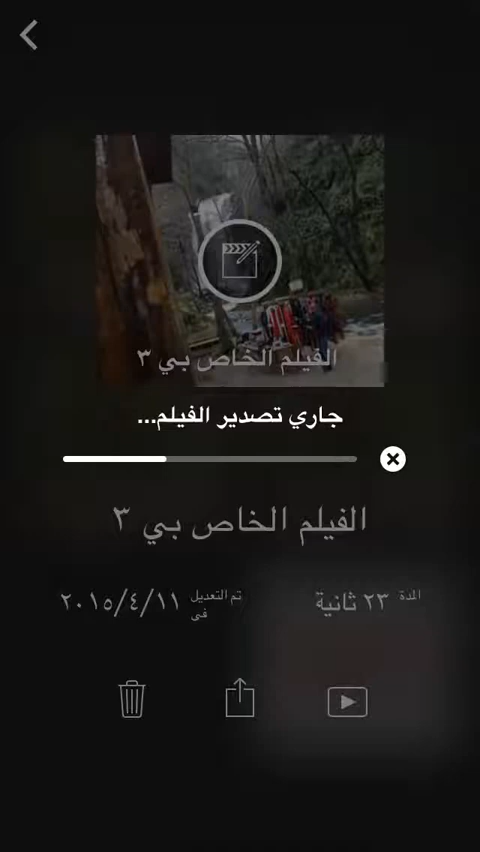 الفيلم الخاص بي ٣
جاري تصدير الفيلم...
الفيلم الخاص بي ٣
المدة ٢٣ ثانية
تم التعديل في ٢٠١٥/٤/١١